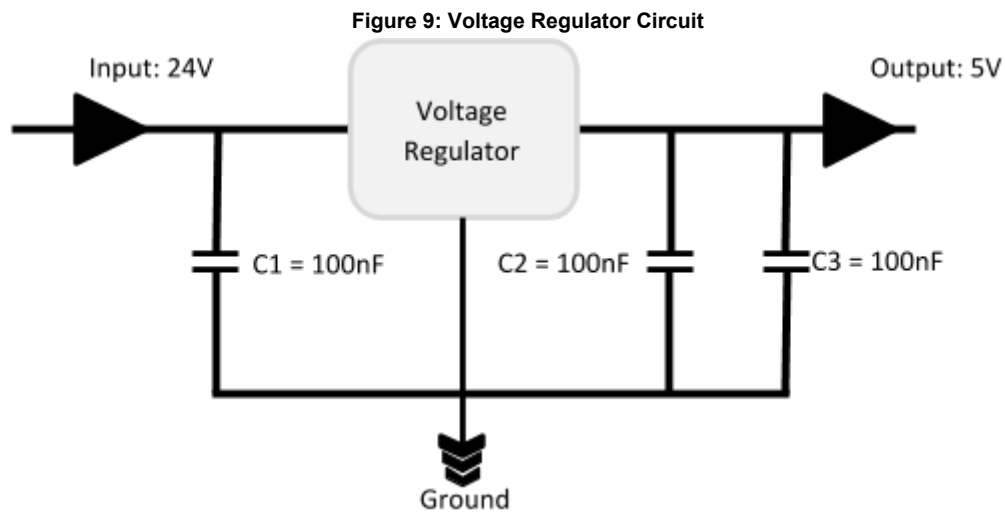 Figure 9: Voltage Regulator Circuit
Input: 24V
Output: 5V
Voltage
Regulator
C1 = 100nF
C2 = 100nF
C3 = 100nF
Ground